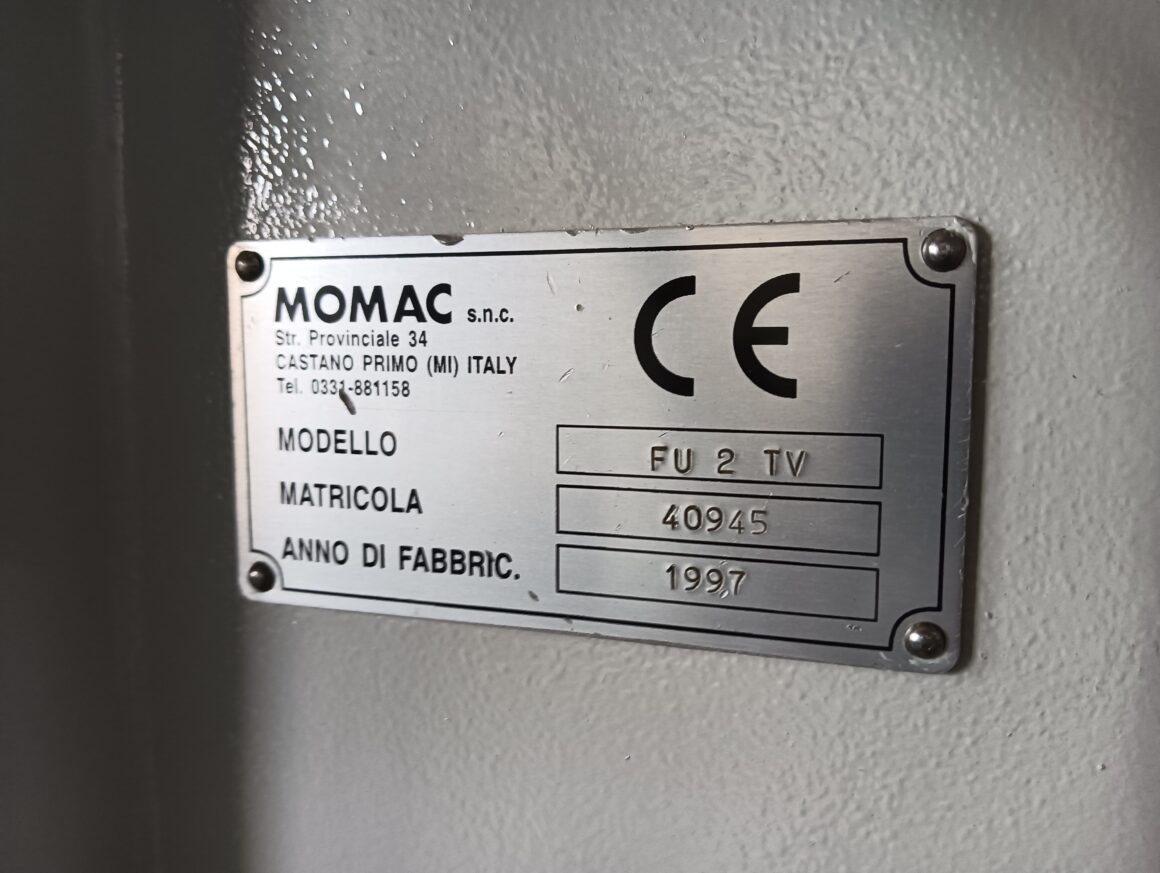 MOMAC s.n.c.
Str. Provinciale 34
CASTANO PRIMO (MI) ITALY
Tel. 0331-881158
CE
MODELLO FU 2 TV
MATRICOLA 40945
ANNO DI FABBRIC. 1997